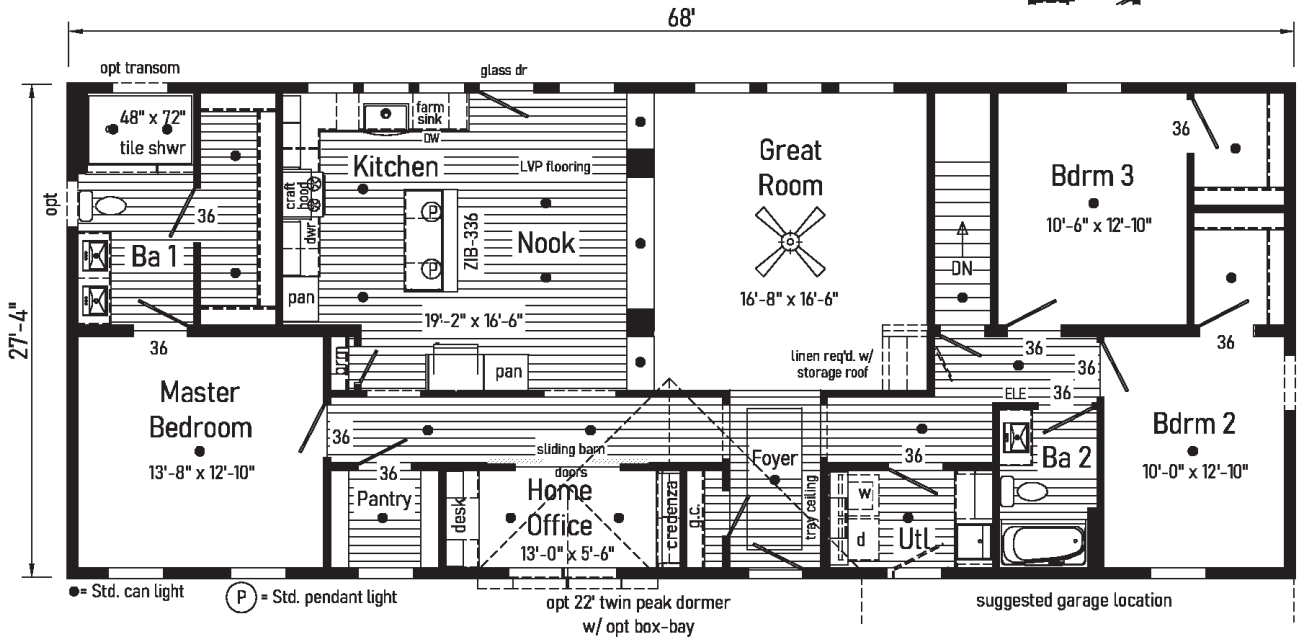 68'
27'-4"
opt transom
glass dr
48" x 72"
tile shwr
opt
36
Ba 1
36
farm
sink
DW
Kitchen
LVP flooring
craft
hood
dwr
P
P
ZIB-336
Nook
pan
19'-2" x 16'-6"
brm
pan
Great
Room
16'-8" x 16'-6"
linen req'd. w/
storage roof
DN
Bdrm 3
10'-6" x 12'-10"
36
36
36
36
ELE
36
Master
Bedroom
13'-8" x 12'-10"
36
36
Pantry
sliding barn
doors
desk
Home
Office
13'-0" x 5'-6"
credenza
g.c.
Foyer
tray ceiling
36
w
d
Utl.
Ba 2
Bdrm 2
10'-0" x 12'-10"
= Std. can light
P = Std. pendant light
opt 22' twin peak dormer
w/ opt box-bay
suggested garage location